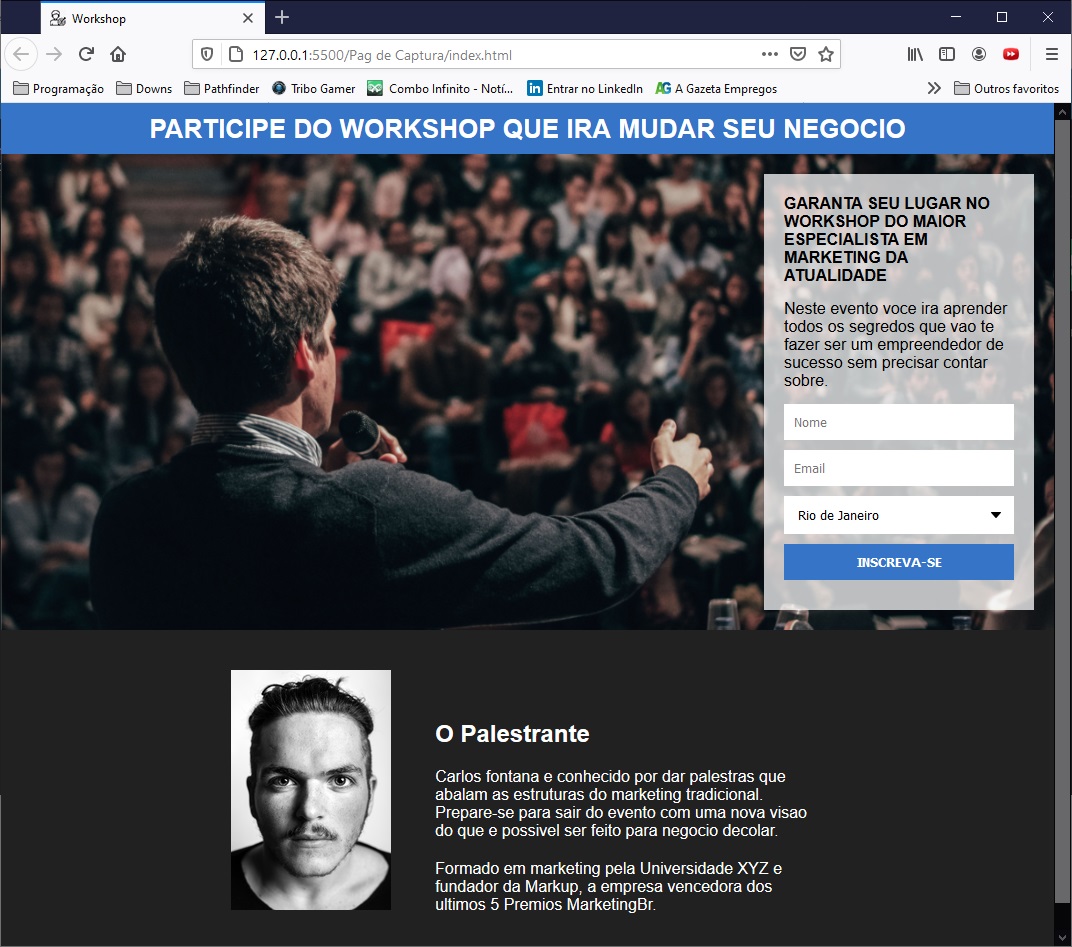 Workshop
127.0.0.1:5500/Pag de Captura/index.html
Programação Downs Pathfinder Tribo Gamer Combo Infinito - Notí... Entrar no LinkedIn A Gazeta Empregos Outros favoritos
PARTICIPE DO WORKSHOP QUE IRA MUDAR SEU NEGOCIO
GARANTA SEU LUGAR NO
WORKSHOP DO MAIOR
ESPECIALISTA EM
MARKETING DA
ATUALIDADE
Neste evento voce ira aprender
todos os segredos que vao te
fazer ser um empreendedor de
sucesso sem precisar contar
sobre.
Nome
Email
Rio de Janeiro
INSCREVA-SE
O Palestrante
Carlos fontana e conhecido por dar palestras que
abalam as estruturas do marketing tradicional.
Prepare-se para sair do evento com uma nova visao
do que e possivel ser feito para negocio decolar.
Formado em marketing pela Universidade XYZ e
fundador da Markup, a empresa vencedora dos
ultimos 5 Premios MarketingBr.